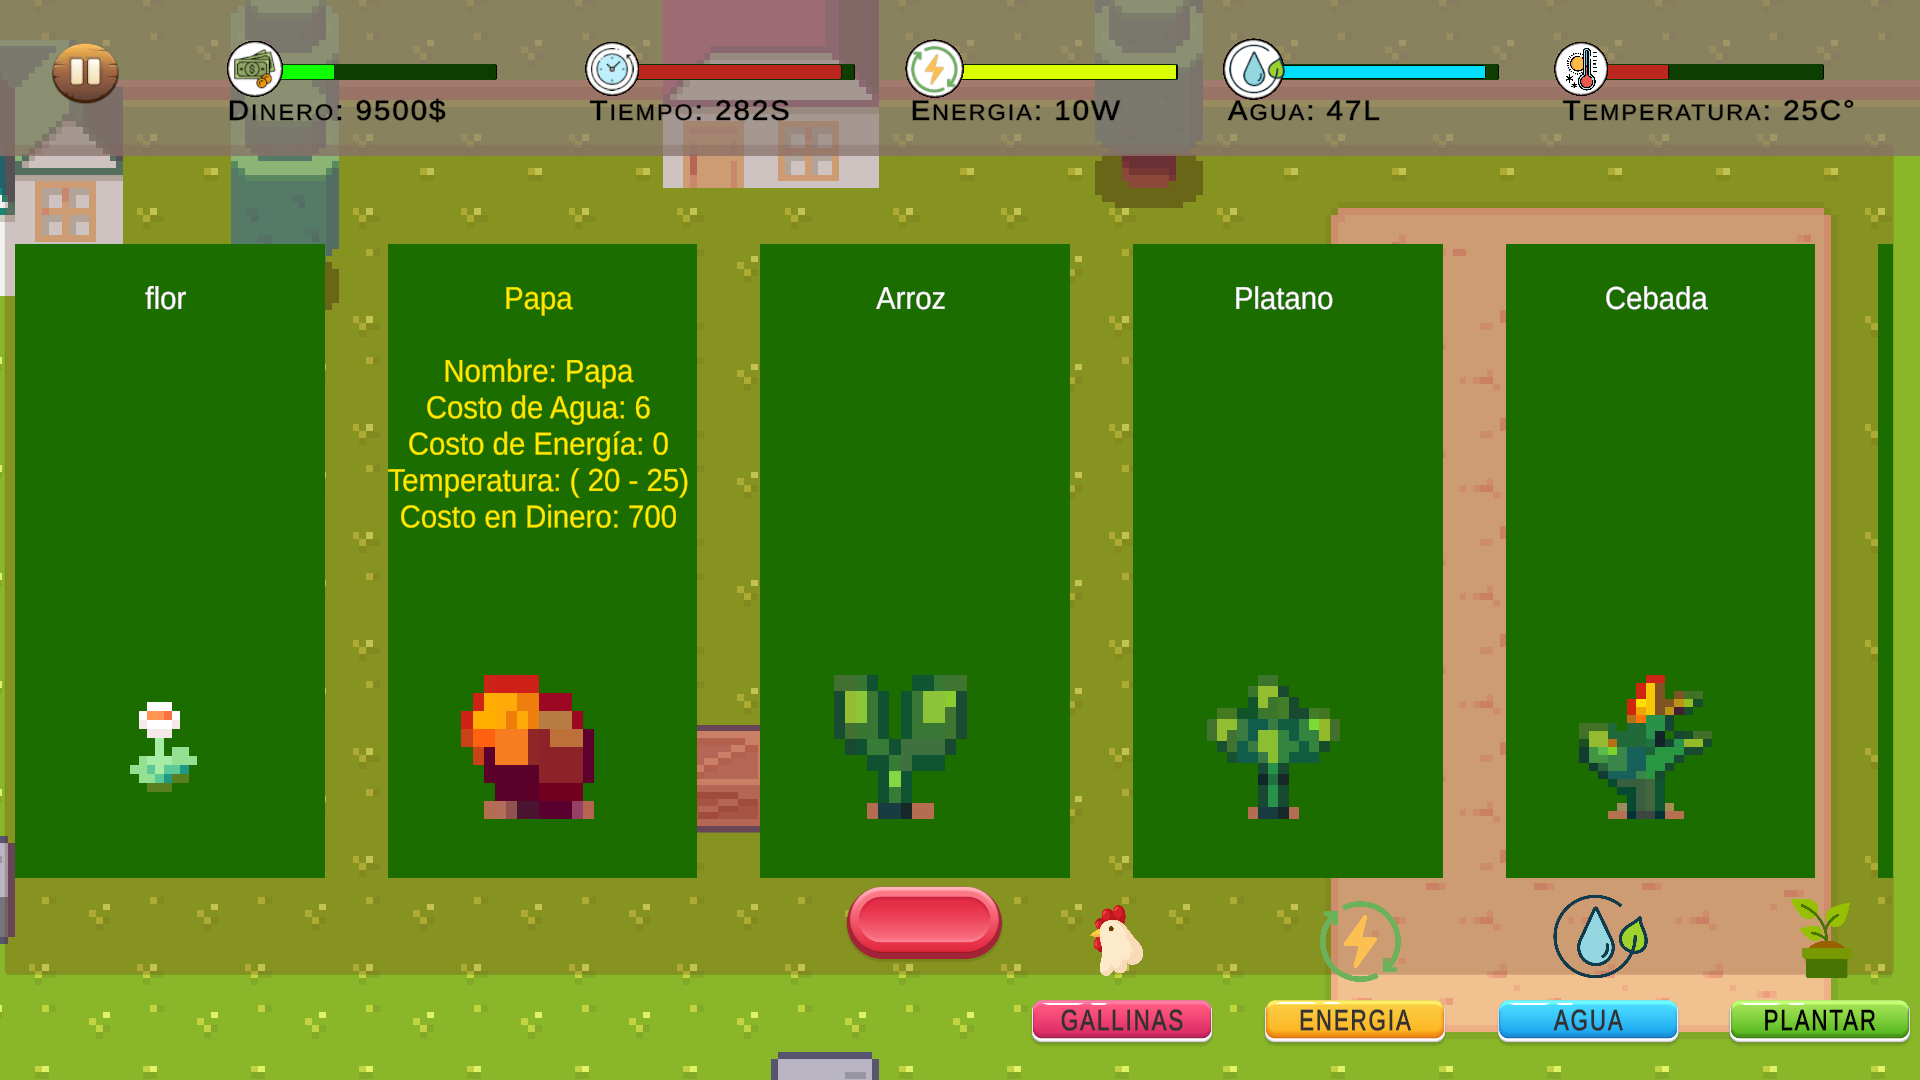 DINERO: 9500$
TIEMPO: 282S
ENERGIA: 10W
AGUA: 47L
TEMPERATURA: 25C°
flor
Papa
Arroz
Platano
Cebada
Nombre: Papa
Costo de Agua: 6
Costo de Energía: 0
Temperatura: ( 20 - 25)
Costo en Dinero: 700
GALLINAS
ENERGIA
AGUA
PLANTAR